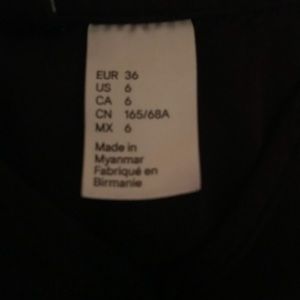 EUR 36
US 6
CA 6
CN 165/68A
MX 6
Made in
Myanmar
Fabriqué en
Birmanie